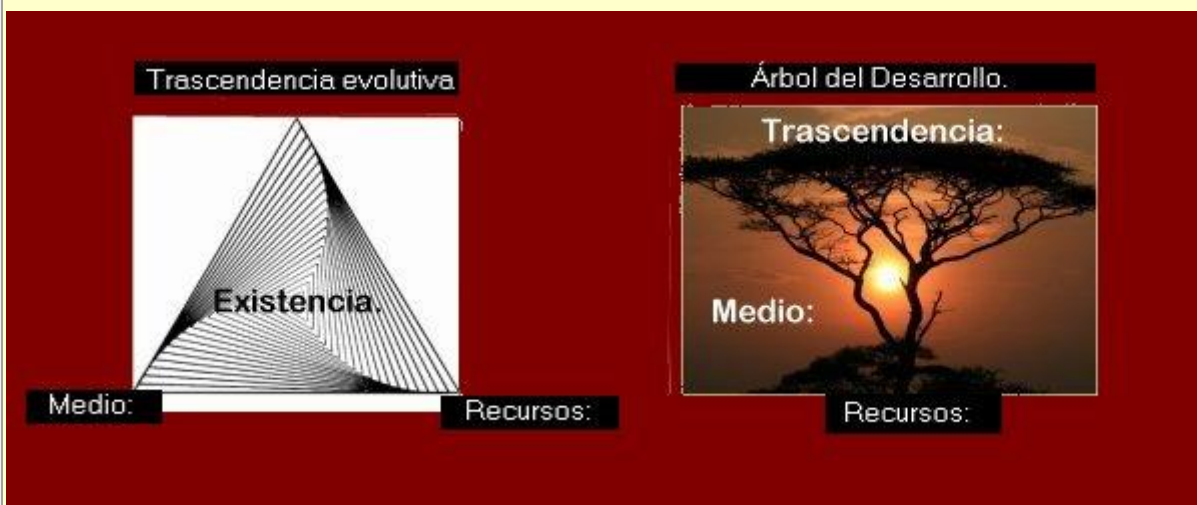 Trascendencia evolutiva
Existencia.
Medio:
Recursos:
Árbol del Desarrollo.
Trascendencia:
Medio:
Recursos: